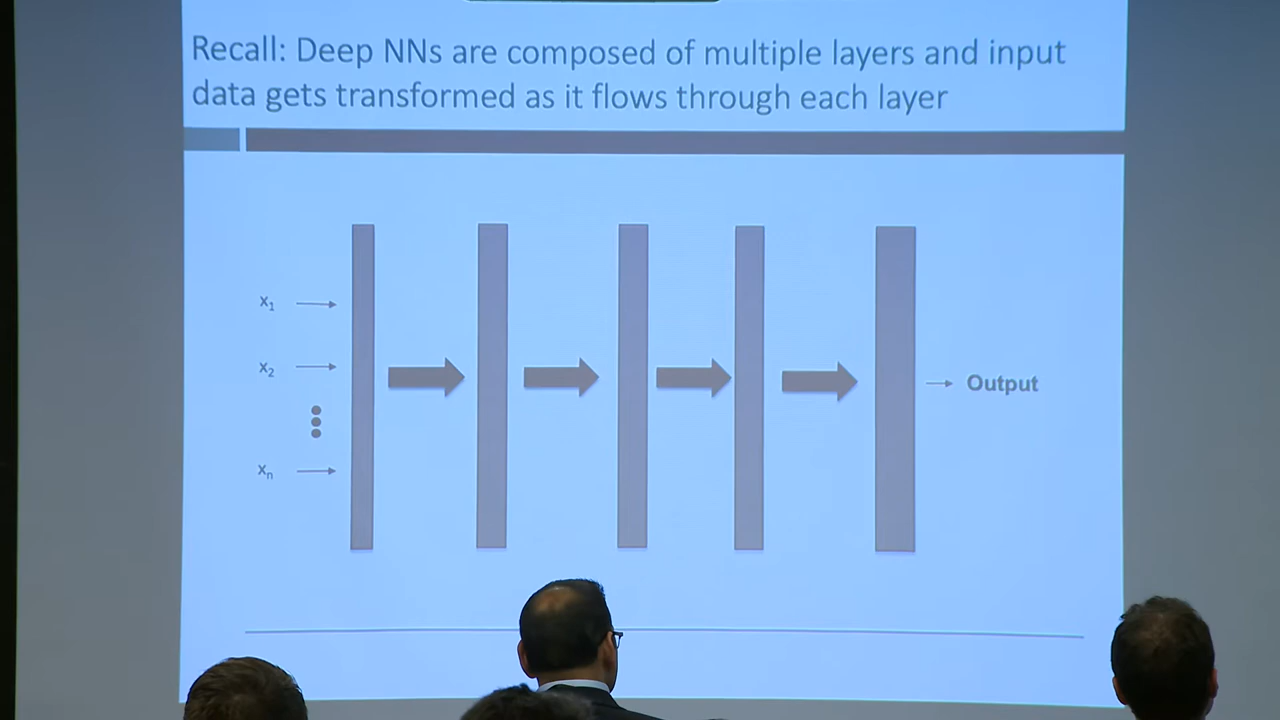 Recall: Deep NNs are composed of multiple layers and input
data gets transformed as it flows through each layer
x₁
x₂
xₙ
Output